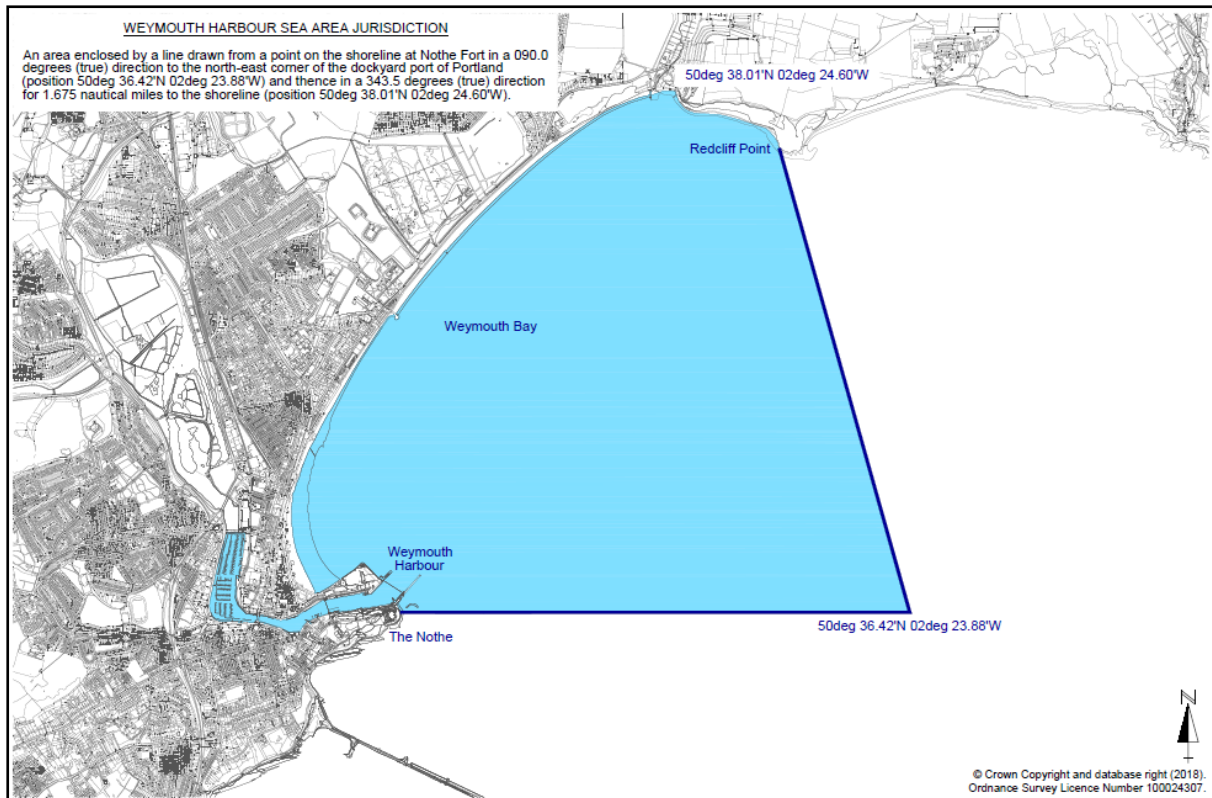 WEYMOUTH HARBOUR SEA AREA JURISDICTION
An area enclosed by a line drawn from a point on the shoreline at Nothe Fort in a 090.0
degrees (true) direction to the north-east corner of the dockyard port of Portland
(position 50deg 36.42'N 02deg 23.88'W) and thence in a 343.5 degrees (true) direction
for 1.675 nautical miles to the shoreline (position 50deg 38.01'N 02deg 24.60'W).
50deg 38.01'N 02deg 24.60'W
Redcliff Point
Weymouth Bay
Weymouth
Harbour
The Nothe
50deg 36.42'N 02deg 23.88'W
N
© Crown Copyright and database right (2018).
Ordnance Survey Licence Number 100024307.